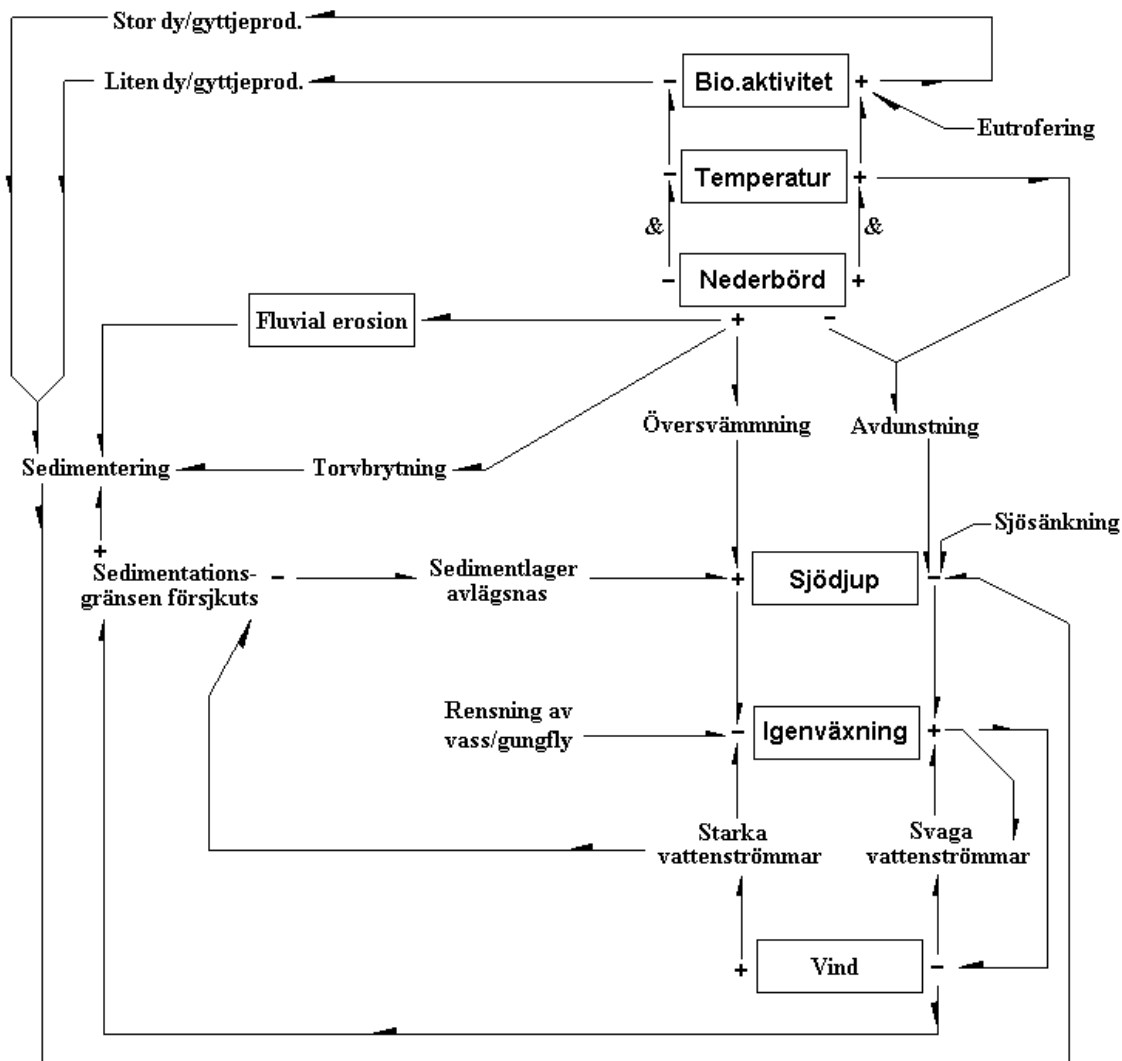 Stor dy/gyttjeprod.
Liten dy/gyttjeprod.
- Bio.aktivitet +
Eutrofering
- Temperatur +
& &
- Nederbörd +
+ -
Fluvial erosion
Översvämmning
Avdunstning
Sedimentering
Torvbrytning
Sjösänkning
+
Sedimentations-
gränsen försjkuts
-
Sedimentlager
avlägsnas
+ Sjödjup -
Rensning av
vass/gungfly
- Igenväxning +
Starka
vattenströmmar
Svaga
vattenströmmar
+ Vind -